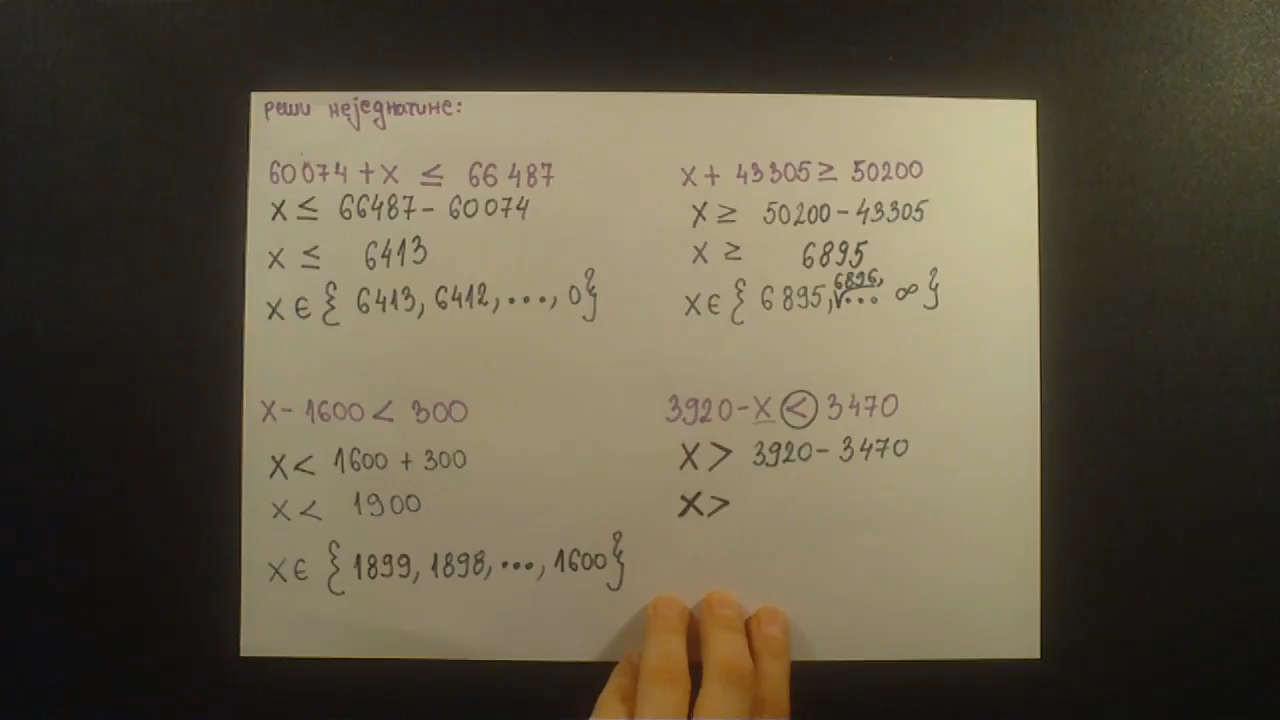 реши неједначине:
60074 + x ≤ 66487
x ≤ 66487 - 60074
x ≤ 6413
x ∈ { 6413, 6412, ..., 0}
x + 43305 ≥ 50200
x ≥ 50200 - 43305
x ≥ 6895
x ∈ { 6895, 6896, ... ∞ }
x - 1600 < 300
x < 1600 + 300
x < 1900
x ∈ { 1899, 1898, ..., 1600}
3920 - x < 3470
x > 3920 - 3470
x >